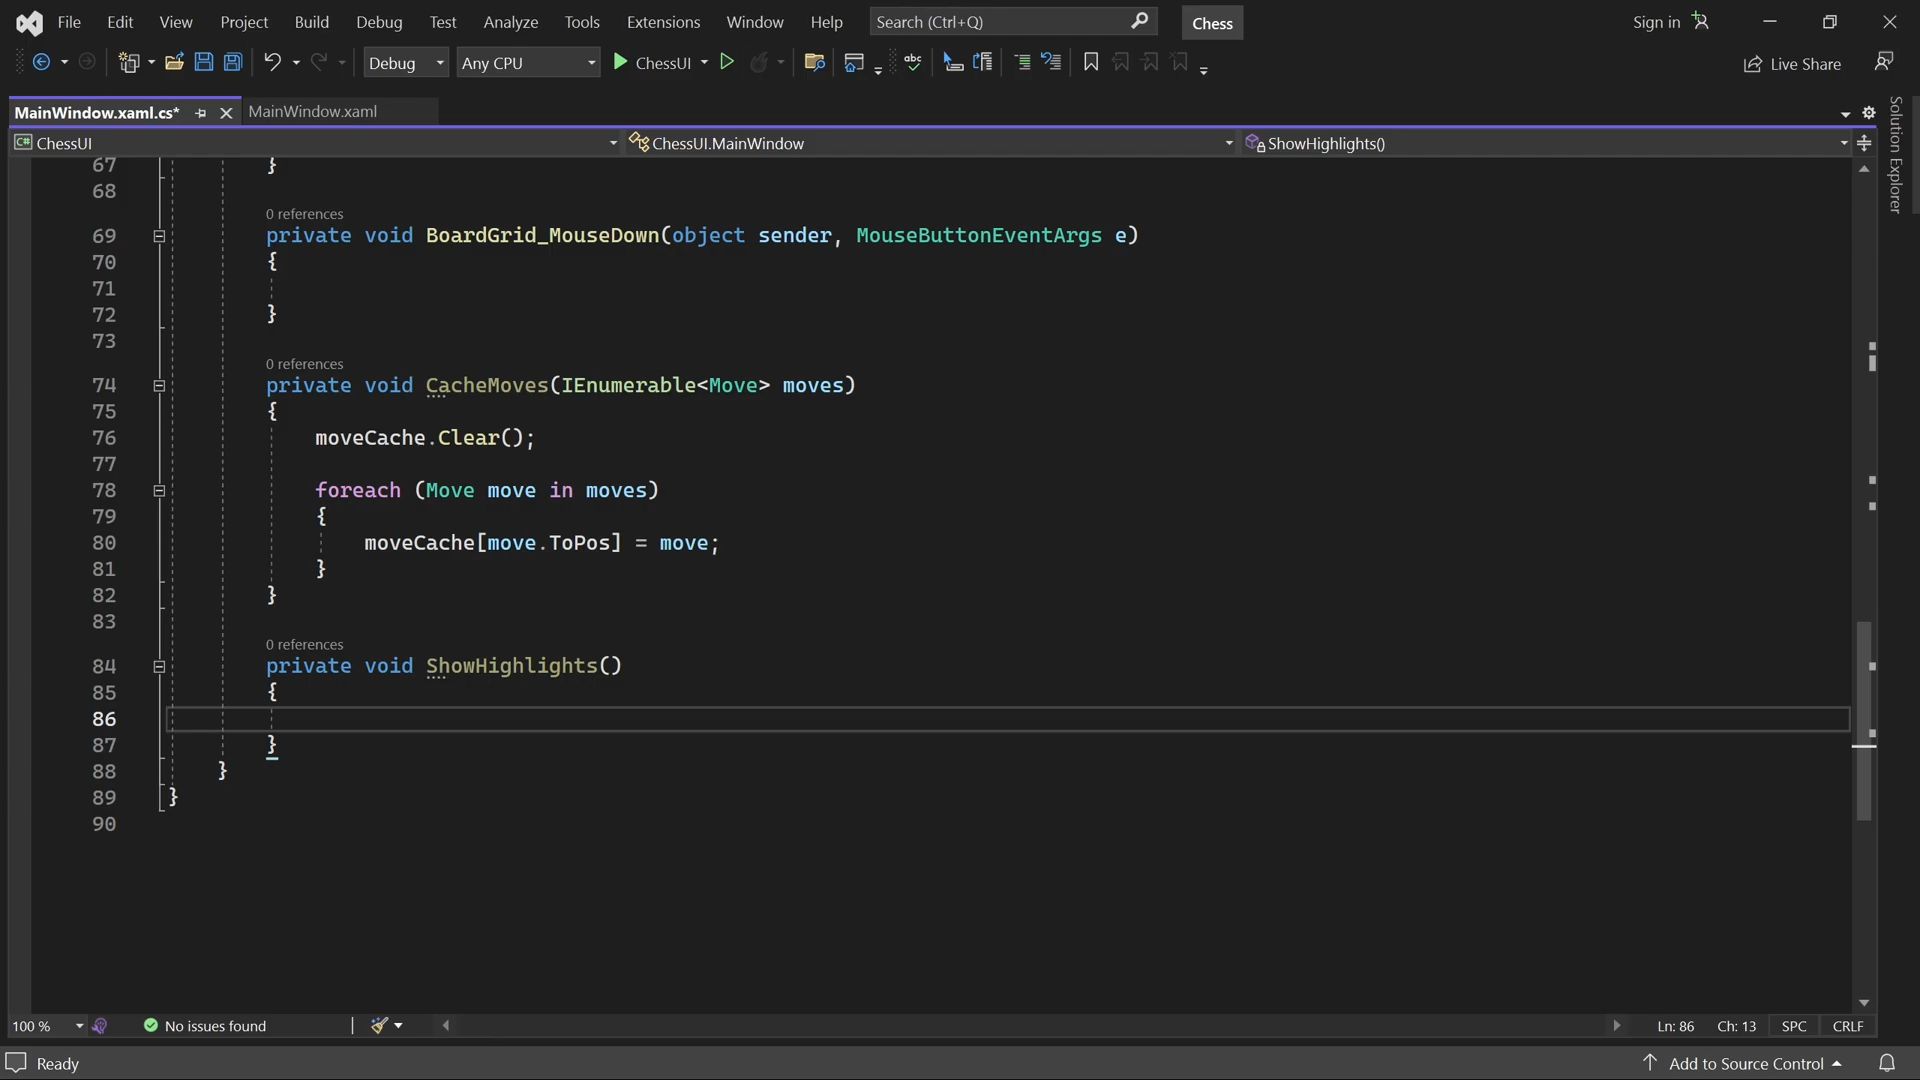 File Edit View Project Build Debug Test Analyze Tools Extensions Window Help Search (Ctrl+Q) Chess Sign in
Debug Any CPU ChessUI abc Live Share
MainWindow.xaml.cs* MainWindow.xaml
Solution Explorer
C# ChessUI ChessUI.MainWindow ShowHighlights()
67 }
68
0 references
69 private void BoardGrid_MouseDown(object sender, MouseButtonEventArgs e)
70 {
71
72 }
73
0 references
74 private void CacheMoves(IEnumerable<Move> moves)
75 {
76 moveCache.Clear();
77
78 foreach (Move move in moves)
79 {
80 moveCache[move.ToPos] = move;
81 }
82 }
83
0 references
84 private void ShowHighlights()
85 {
86
87 }
88 }
89 }
90
100 % No issues found Ln: 86 Ch: 13 SPC CRLF
Ready Add to Source Control